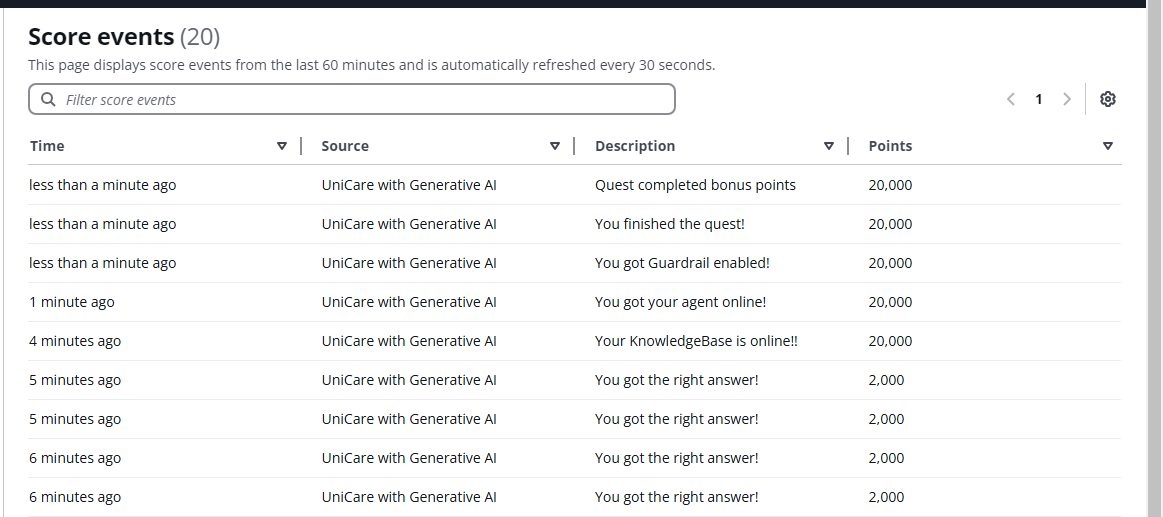 Score events (20)
This page displays score events from the last 60 minutes and is automatically refreshed every 30 seconds.
Filter score events
1
Time Source Description Points
less than a minute ago UniCare with Generative AI Quest completed bonus points 20,000
less than a minute ago UniCare with Generative AI You finished the quest! 20,000
less than a minute ago UniCare with Generative AI You got Guardrail enabled! 20,000
1 minute ago UniCare with Generative AI You got your agent online! 20,000
4 minutes ago UniCare with Generative AI Your KnowledgeBase is online!! 20,000
5 minutes ago UniCare with Generative AI You got the right answer! 2,000
5 minutes ago UniCare with Generative AI You got the right answer! 2,000
6 minutes ago UniCare with Generative AI You got the right answer! 2,000
6 minutes ago UniCare with Generative AI You got the right answer! 2,000